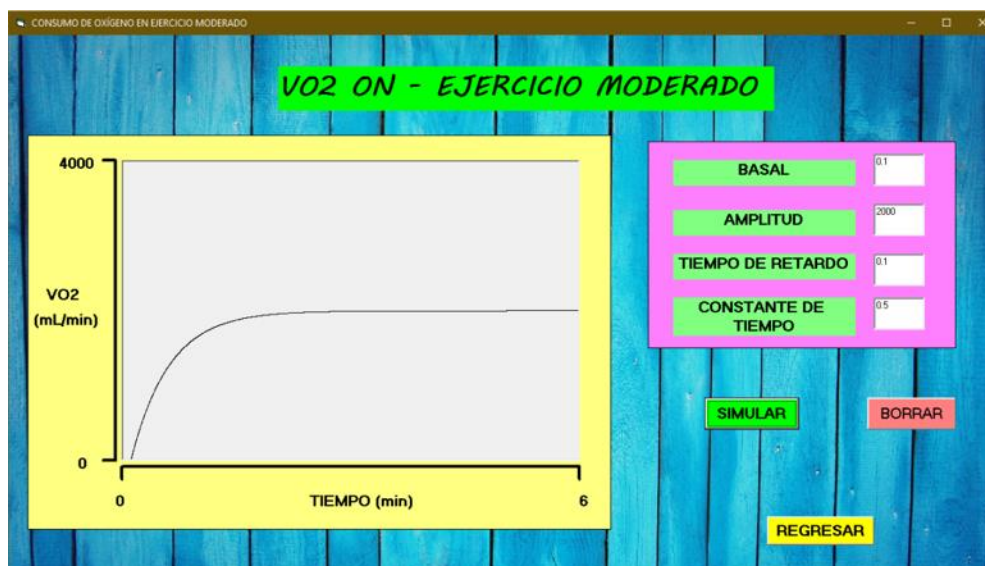 CONSUMO DE OXÍGENO EN EJERCICIO MODERADO
VO2 ON - EJERCICIO MODERADO
4000
VO2
(mL/min)
0
0
TIEMPO (min)
6
BASAL
0.1
AMPLITUD
2000
TIEMPO DE RETARDO
0.1
CONSTANTE DE
TIEMPO
0.5
SIMULAR
BORRAR
REGRESAR